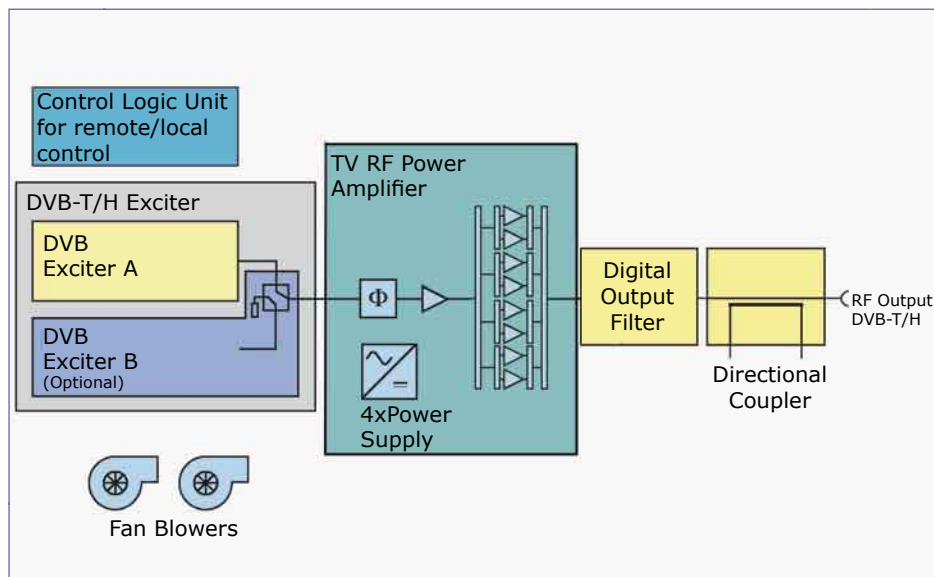 Control Logic Unit
for remote/local
control
DVB-T/H Exciter
DVB
Exciter A
DVB
Exciter B
(Optional)
TV RF Power
Amplifier
Φ
4xPower
Supply
Digital
Output
Filter
Directional
Coupler
RF Output
DVB-T/H
Fan Blowers